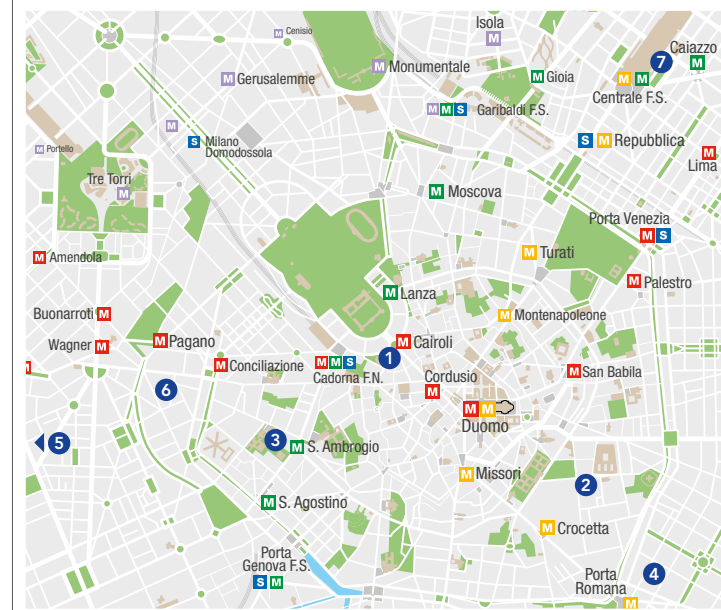 M Cenisio
Isola
M
Caiazzo
M
7
M Gerusalemme
M Monumentale
M Gioia
M M
Centrale F.S.
M M S Garibaldi F.S.
M
S Milano
Domodossola
S M Repubblica
M Portello
M
Lima
Tre Torri
M
M Moscova
Porta Venezia
M S
M Turati
M Amendola
M Palestro
M Lanza
Buonarroti M
M Montenapoleone
Wagner M
M Pagano
M Cairoli
1
M
M Conciliazione
M M S
Cadorna F.N.
Cordusio
M
M San Babila
6
M M
Duomo
5
3
M S. Ambrogio
M Missori
2
M S. Agostino
M Crocetta
Porta
Genova F.S.
S M
4
Porta
Romana
M